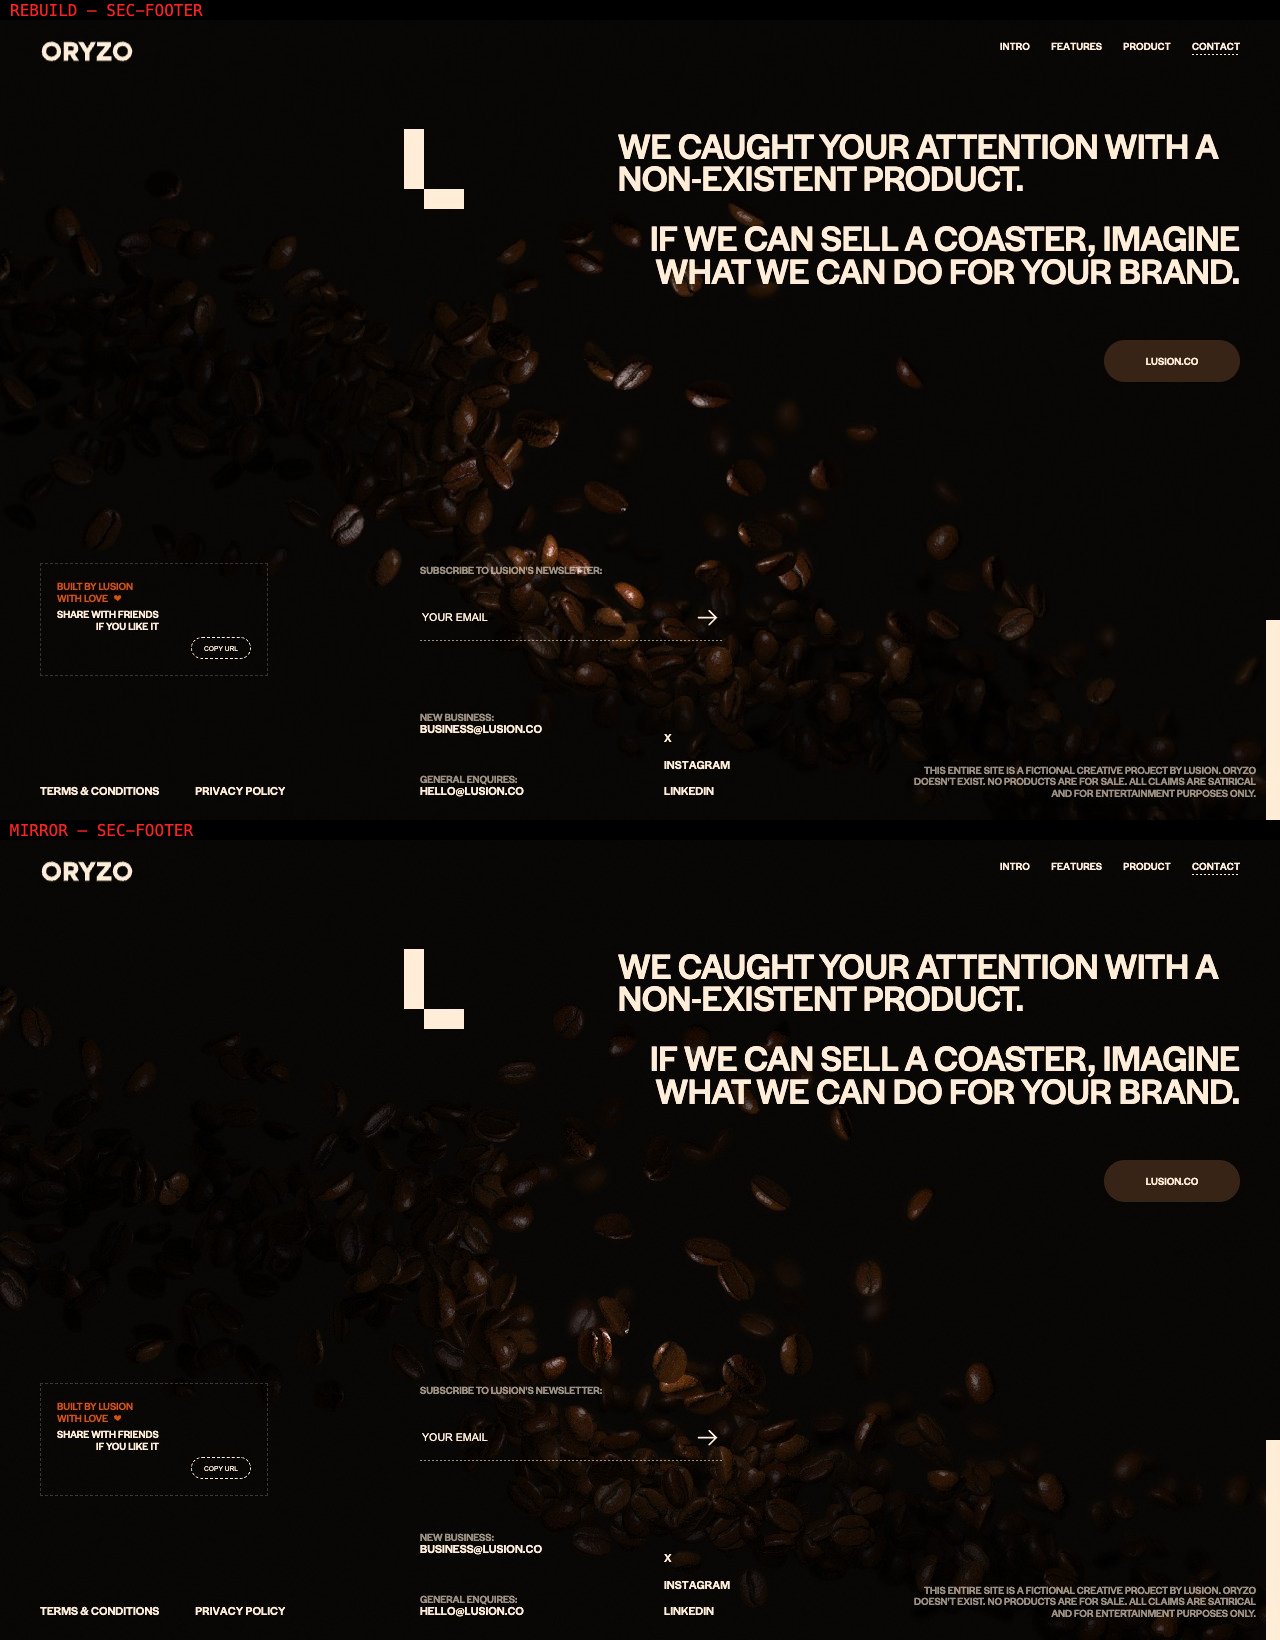 REBUILD — SEC-FOOTER
ORYZO
INTRO FEATURES PRODUCT CONTACT
WE CAUGHT YOUR ATTENTION WITH A
NON-EXISTENT PRODUCT.
IF WE CAN SELL A COASTER, IMAGINE
WHAT WE CAN DO FOR YOUR BRAND.
LUSION.CO
BUILT BY LUSION
WITH LOVE ❤
SHARE WITH FRIENDS
IF YOU LIKE IT
COPY URL
SUBSCRIBE TO LUSION'S NEWSLETTER:
YOUR EMAIL
NEW BUSINESS:
BUSINESS@LUSION.CO
GENERAL ENQUIRES:
HELLO@LUSION.CO
X
INSTAGRAM
LINKEDIN
TERMS & CONDITIONS PRIVACY POLICY
THIS ENTIRE SITE IS A FICTIONAL CREATIVE PROJECT BY LUSION. ORYZO
DOESN'T EXIST. NO PRODUCTS ARE FOR SALE. ALL CLAIMS ARE SATIRICAL
AND FOR ENTERTAINMENT PURPOSES ONLY.
MIRROR — SEC-FOOTER
ORYZO
INTRO FEATURES PRODUCT CONTACT
WE CAUGHT YOUR ATTENTION WITH A
NON-EXISTENT PRODUCT.
IF WE CAN SELL A COASTER, IMAGINE
WHAT WE CAN DO FOR YOUR BRAND.
LUSION.CO
BUILT BY LUSION
WITH LOVE ❤
SHARE WITH FRIENDS
IF YOU LIKE IT
COPY URL
SUBSCRIBE TO LUSION'S NEWSLETTER:
YOUR EMAIL
NEW BUSINESS:
BUSINESS@LUSION.CO
GENERAL ENQUIRES:
HELLO@LUSION.CO
X
INSTAGRAM
LINKEDIN
TERMS & CONDITIONS PRIVACY POLICY
THIS ENTIRE SITE IS A FICTIONAL CREATIVE PROJECT BY LUSION. ORYZO
DOESN'T EXIST. NO PRODUCTS ARE FOR SALE. ALL CLAIMS ARE SATIRICAL
AND FOR ENTERTAINMENT PURPOSES ONLY.